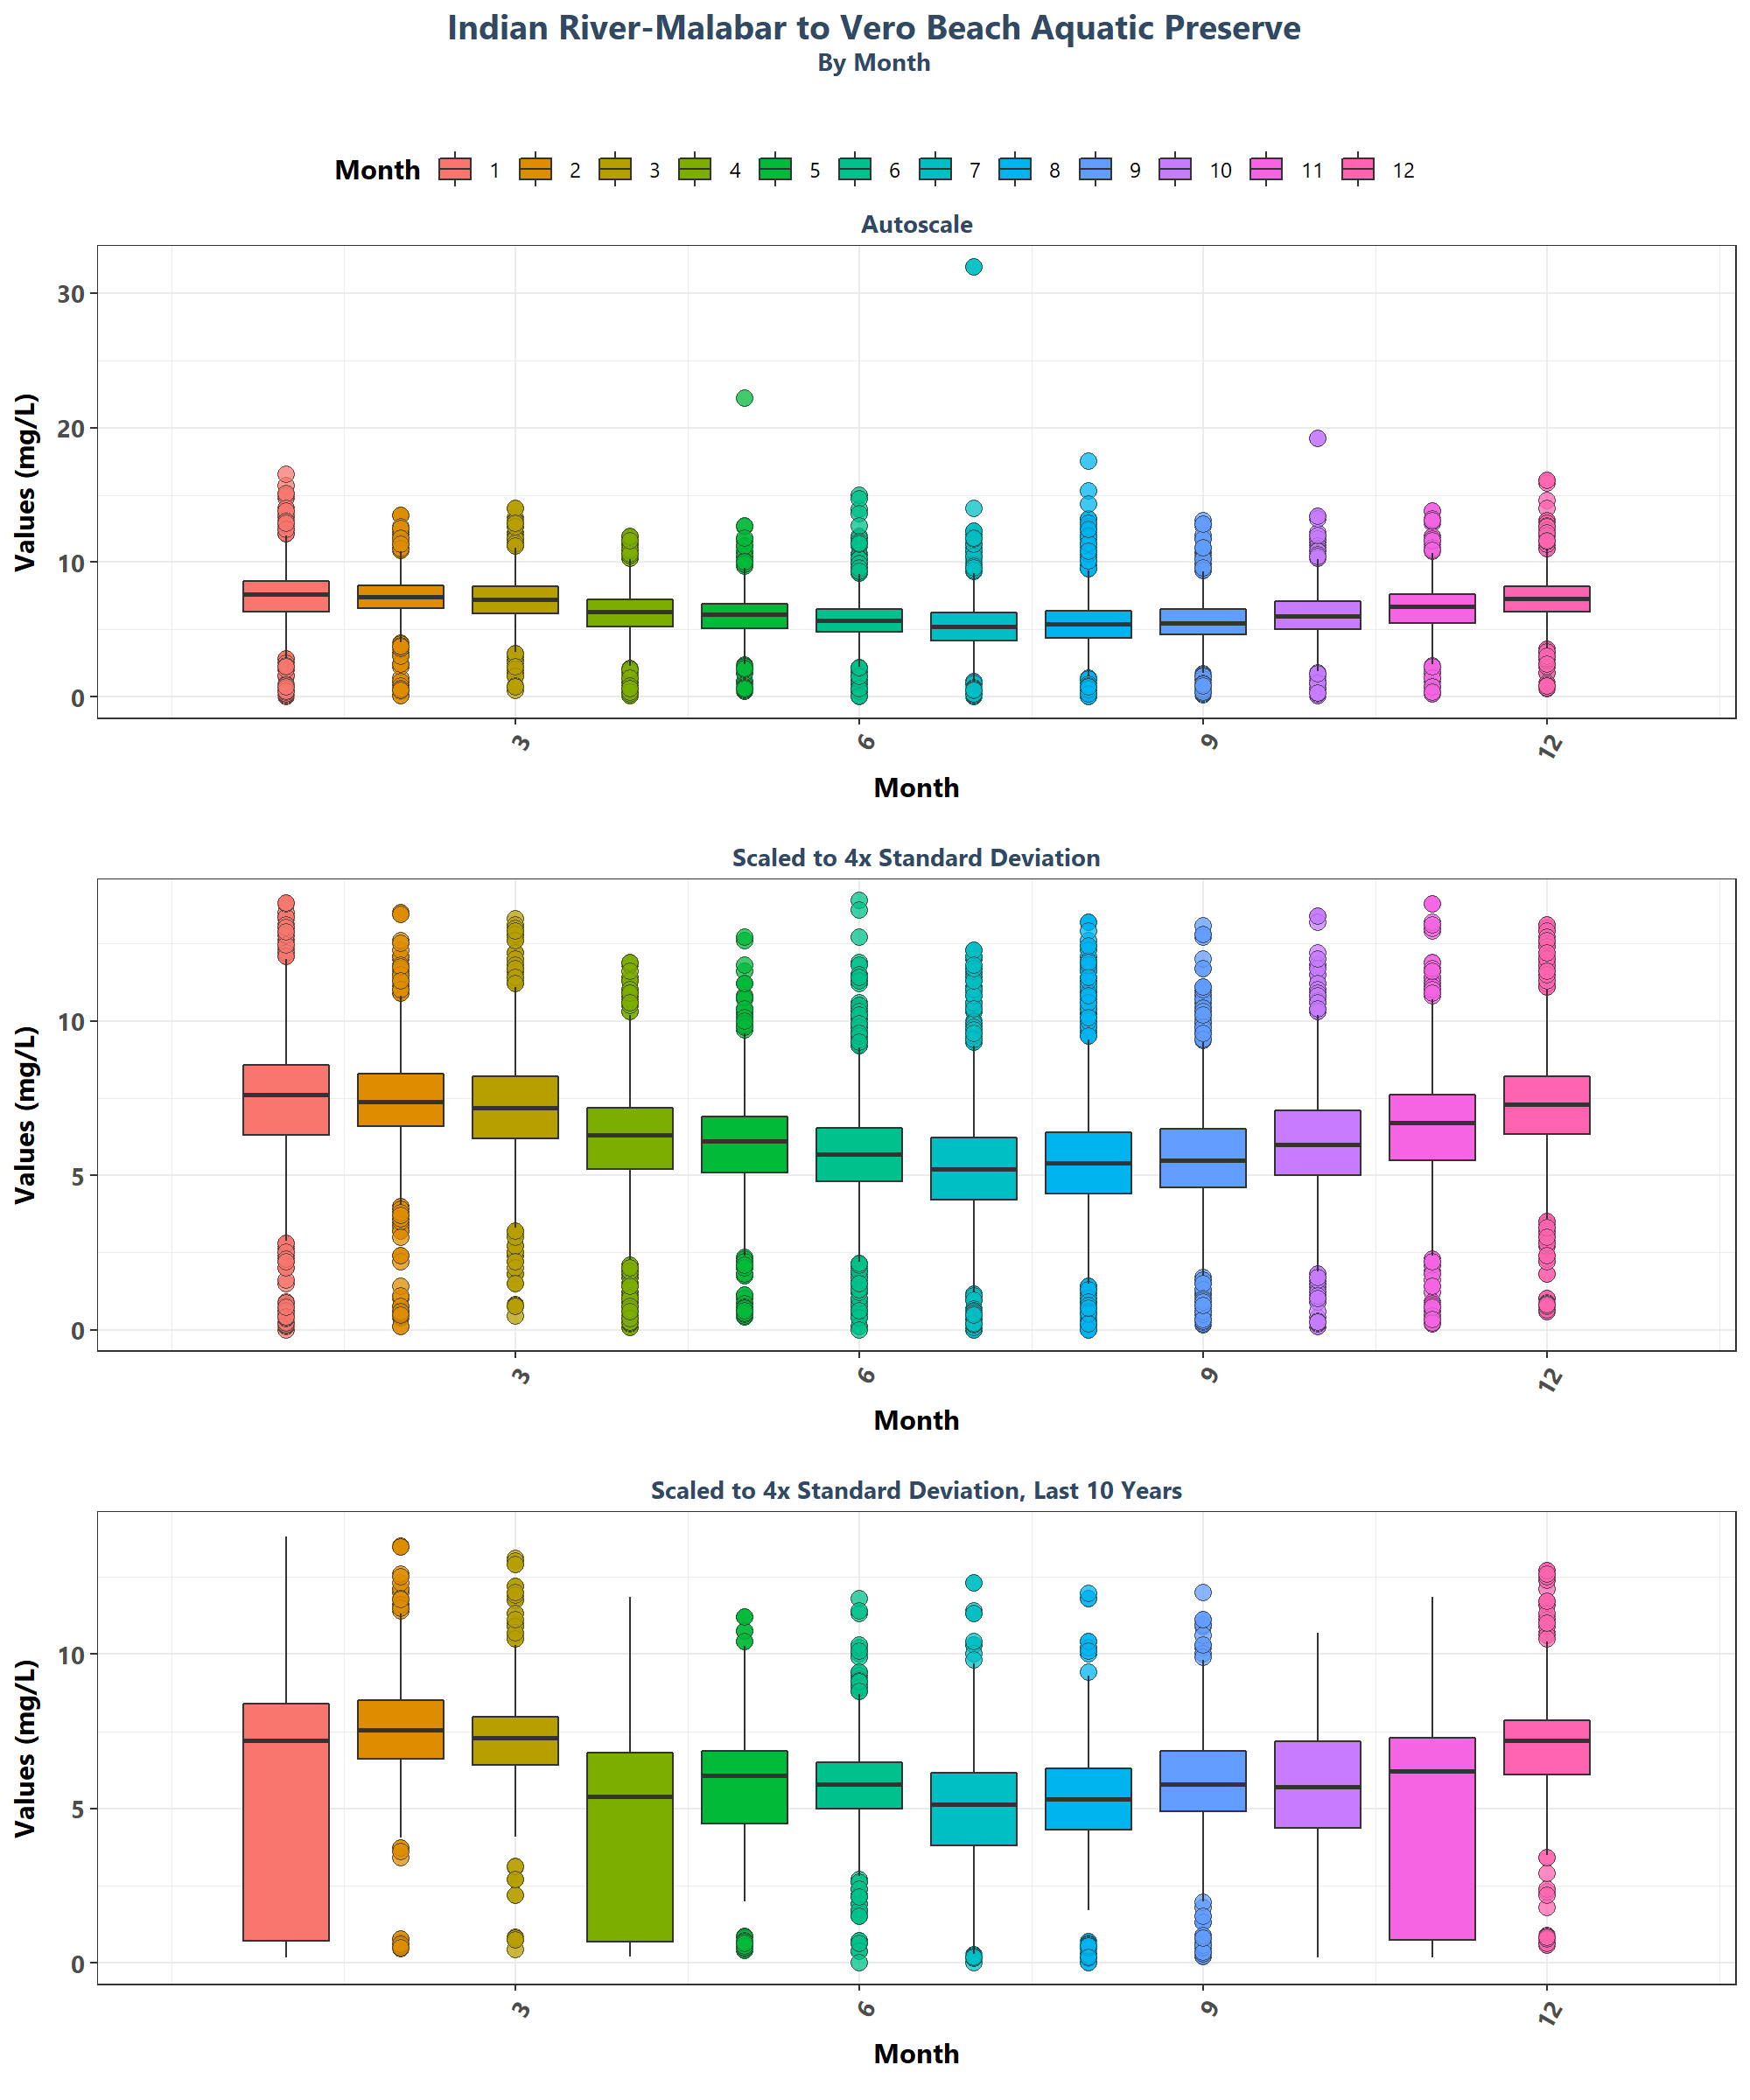 Indian River-Malabar to Vero Beach Aquatic Preserve
By Month
Month 1 2 3 4 5 6 7 8 9 10 11 12
Autoscale
Values (mg/L)
30
20
10
0
3 6 9 12
Month
Scaled to 4x Standard Deviation
Values (mg/L)
10
5
0
3 6 9 12
Month
Scaled to 4x Standard Deviation, Last 10 Years
Values (mg/L)
10
5
0
3 6 9 12
Month